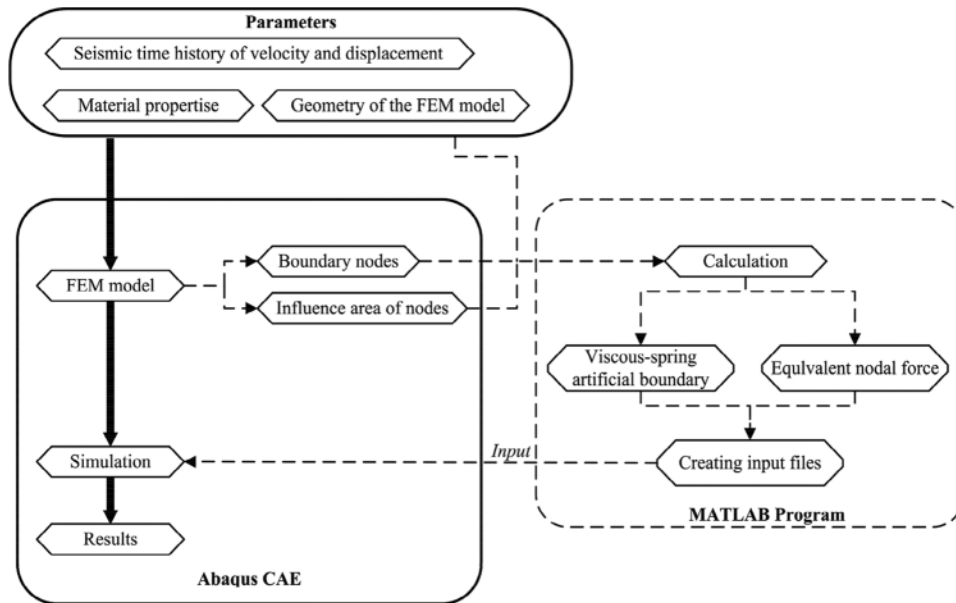 Parameters
Seismic time history of velocity and displacement
Material propertise
Geometry of the FEM model
FEM model
Boundary nodes
Influence area of nodes
Calculation
Viscous-spring
artificial boundary
Equlvalent nodal force
Simulation
Input
Creating input files
Results
MATLAB Program
Abaqus CAE